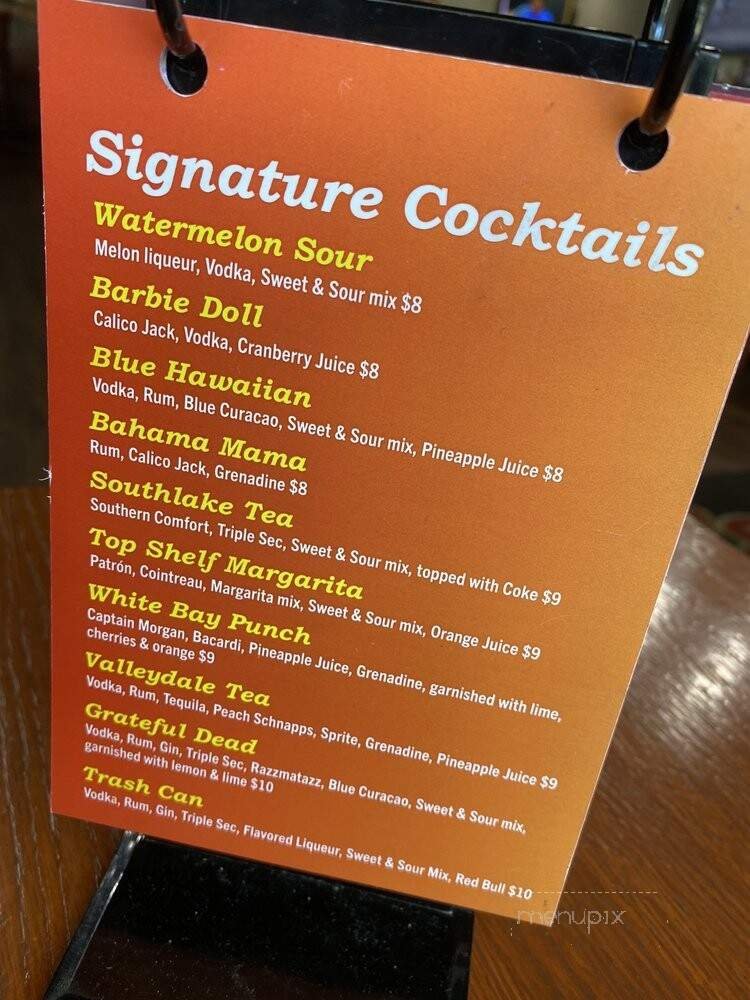 Signature Cocktails
Watermelon Sour
Melon liqueur, Vodka, Sweet & Sour mix $8
Barbie Doll
Calico Jack, Vodka, Cranberry Juice $8
Blue Hawaiian
Vodka, Rum, Blue Curacao, Sweet & Sour mix, Pineapple Juice $8
Bahama Mama
Rum, Calico Jack, Grenadine $8
Southlake Tea
Southern Comfort, Triple Sec, Sweet & Sour mix, topped with Coke $9
Top Shelf Margarita
Patrón, Cointreau, Margarita mix, Sweet & Sour mix, Orange Juice $9
White Bay Punch
Captain Morgan, Bacardi, Pineapple Juice, Grenadine, garnished with lime,
cherries & orange $9
Valleydale Tea
Vodka, Rum, Tequila, Peach Schnapps, Sprite, Grenadine, Pineapple Juice $9
Grateful Dead
Vodka, Rum, Gin, Triple Sec, Razzmatazz, Blue Curacao, Sweet & Sour mix,
garnished with lemon & lime $10
Trash Can
Vodka, Rum, Gin, Triple Sec, Flavored Liqueur, Sweet & Sour Mix, Red Bull $10
menupix